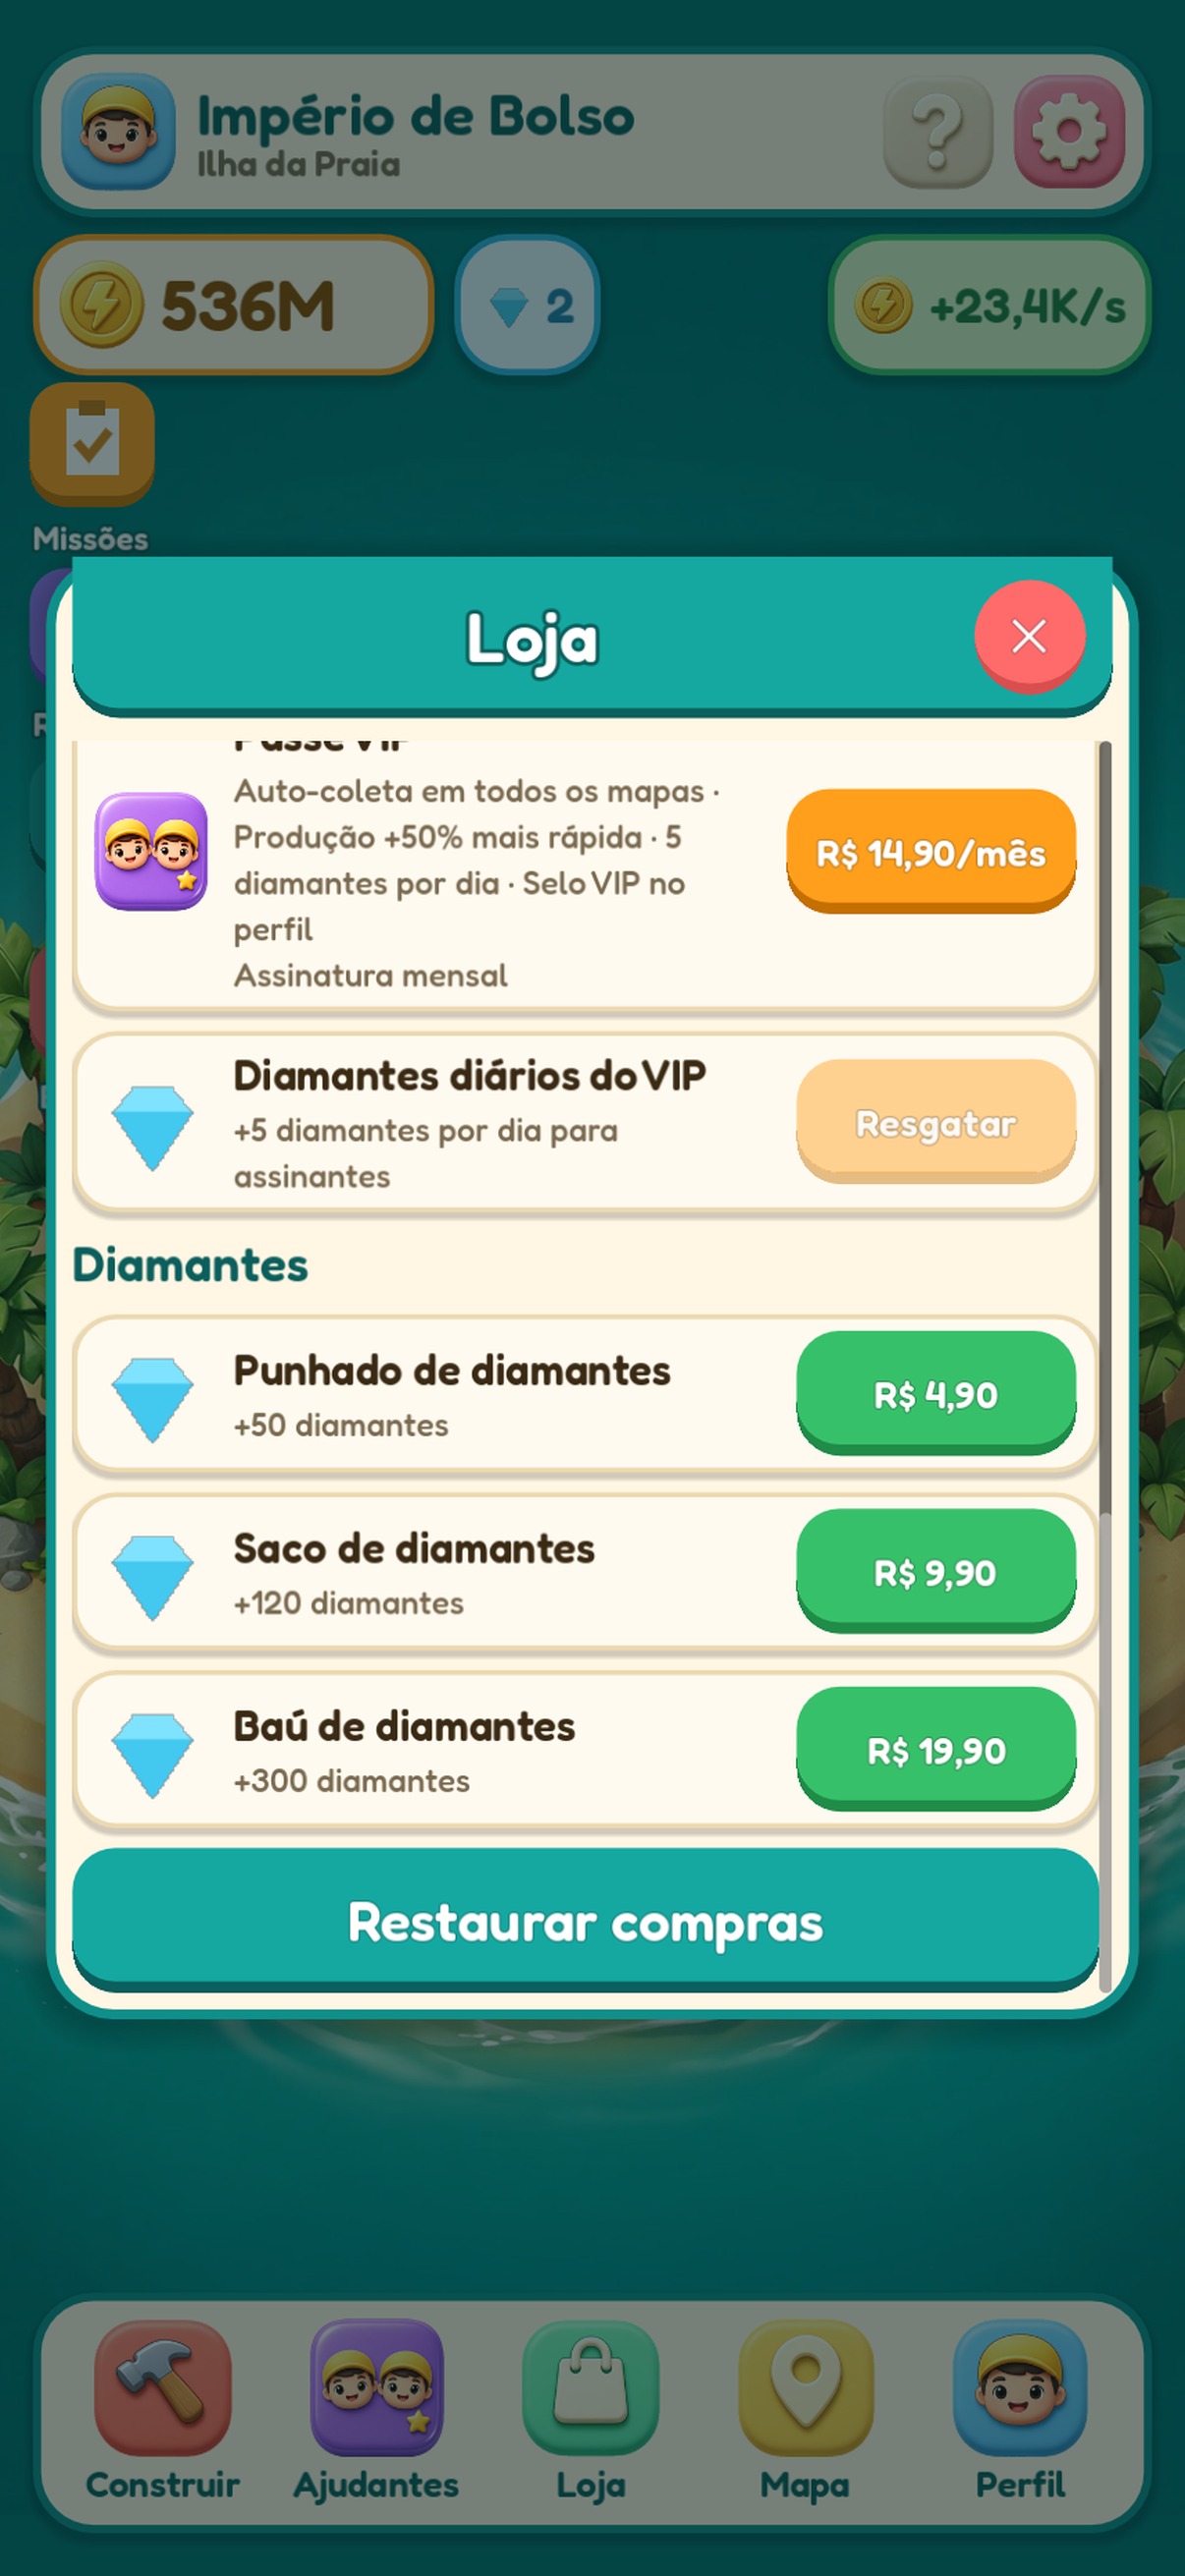 Império de Bolso
Ilha da Praia
536M
2
+23,4K/s
Missões
Loja
Passe VIP
Auto-coleta em todos os mapas ·
Produção +50% mais rápida · 5
diamantes por dia · Selo VIP no
perfil
Assinatura mensal
R$ 14,90/mês
Diamantes diários do VIP
+5 diamantes por dia para
assinantes
Resgatar
Diamantes
Punhado de diamantes
+50 diamantes
R$ 4,90
Saco de diamantes
+120 diamantes
R$ 9,90
Baú de diamantes
+300 diamantes
R$ 19,90
Restaurar compras
Construir
Ajudantes
Loja
Mapa
Perfil